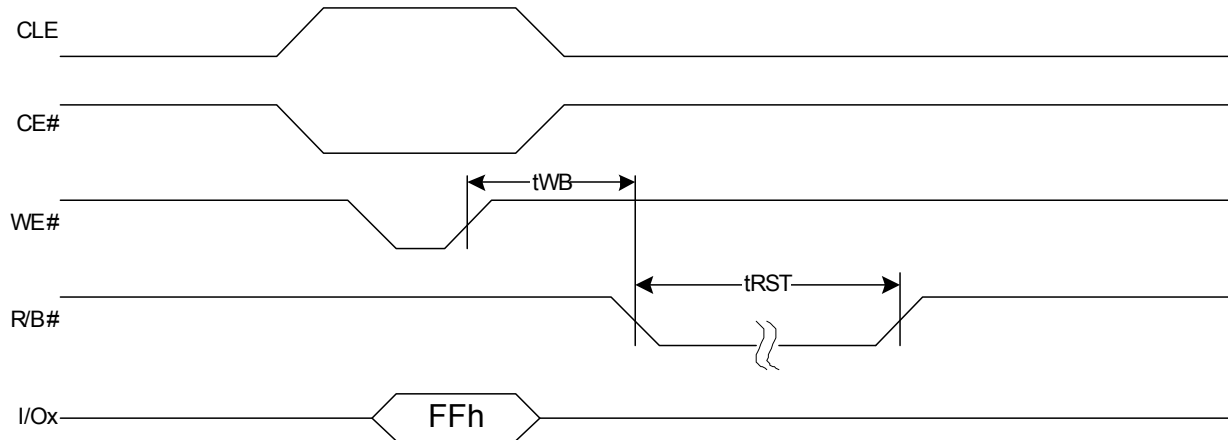 CLE
CE#
tWB
WE#
tRST
R/B#
I/Ox
FFh